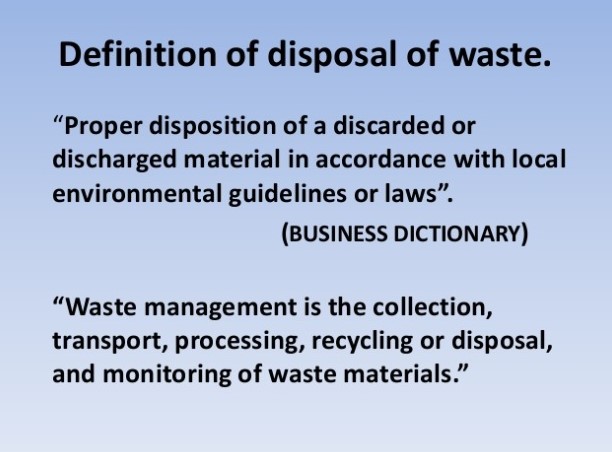 Definition of disposal of waste.
“Proper disposition of a discarded or
discharged material in accordance with local
environmental guidelines or laws”.
(BUSINESS DICTIONARY)
“Waste management is the collection,
transport, processing, recycling or disposal,
and monitoring of waste materials.”